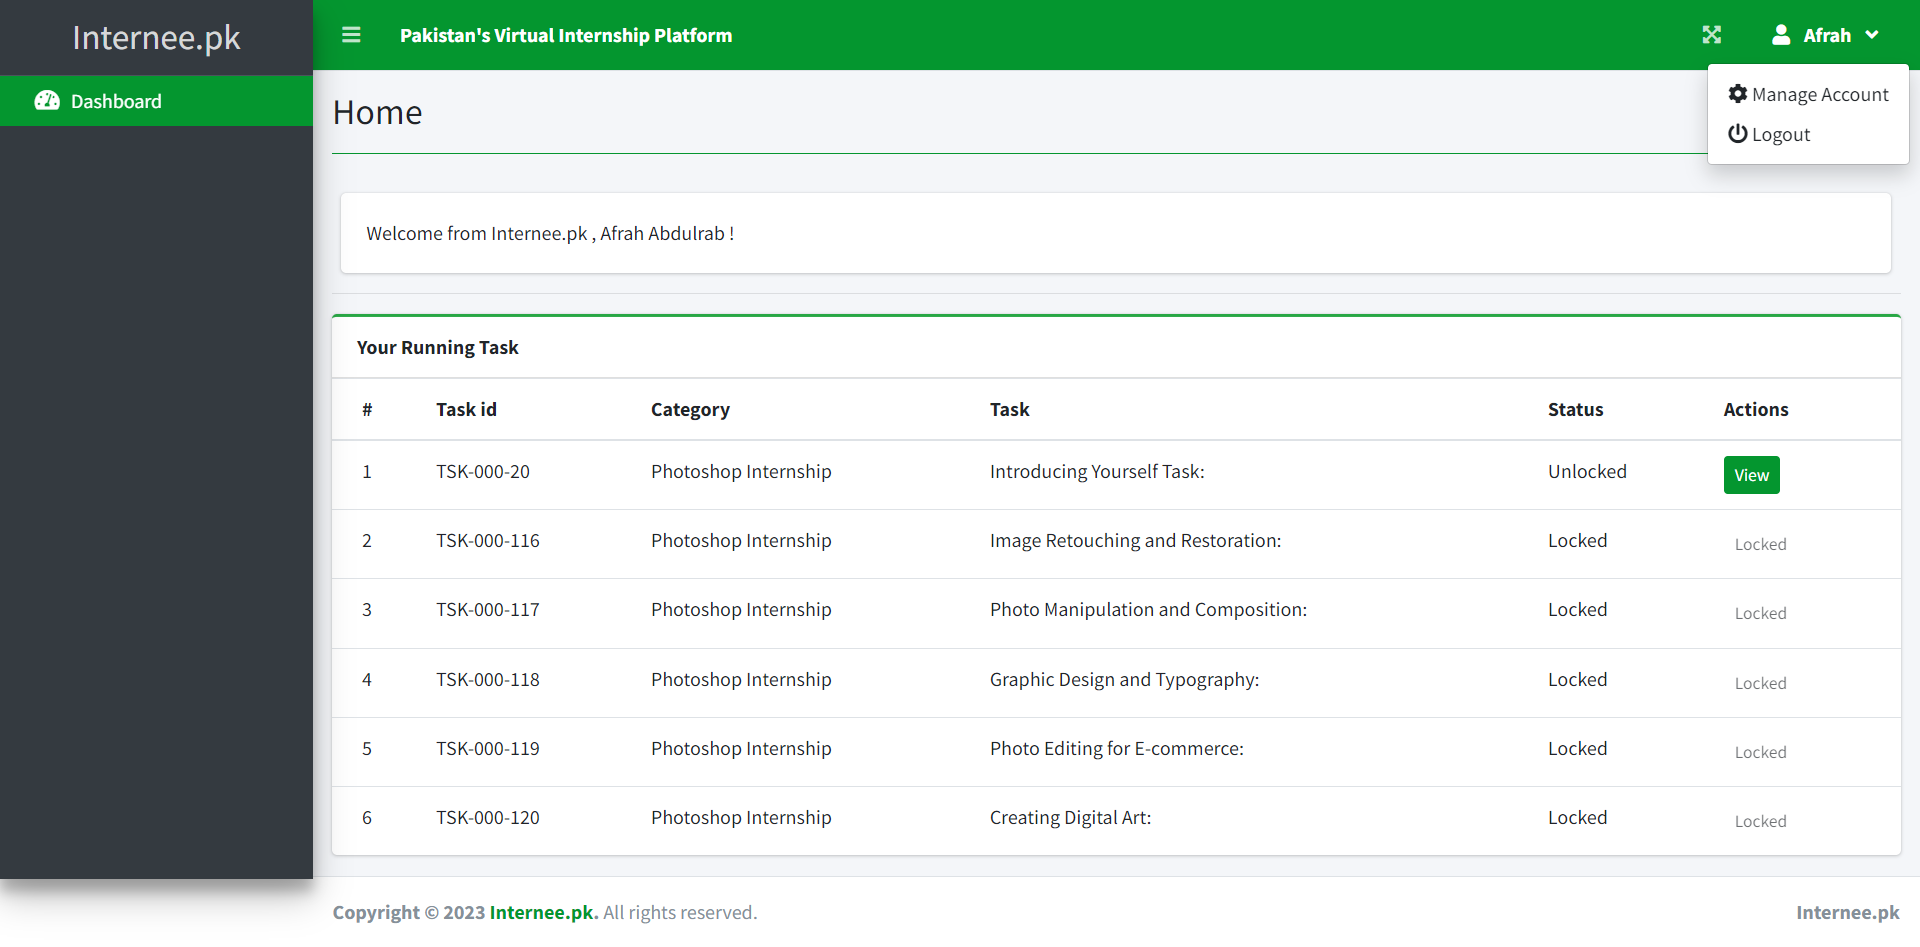 Internee.pk
Pakistan's Virtual Internship Platform
Afrah
Manage Account
Logout
Dashboard
Home
Welcome from Internee.pk , Afrah Abdulrab !
Your Running Task
# Task id Category Task Status Actions
1 TSK-000-20 Photoshop Internship Introducing Yourself Task: Unlocked View
2 TSK-000-116 Photoshop Internship Image Retouching and Restoration: Locked Locked
3 TSK-000-117 Photoshop Internship Photo Manipulation and Composition: Locked Locked
4 TSK-000-118 Photoshop Internship Graphic Design and Typography: Locked Locked
5 TSK-000-119 Photoshop Internship Photo Editing for E-commerce: Locked Locked
6 TSK-000-120 Photoshop Internship Creating Digital Art: Locked Locked
Copyright © 2023 Internee.pk. All rights reserved.
Internee.pk